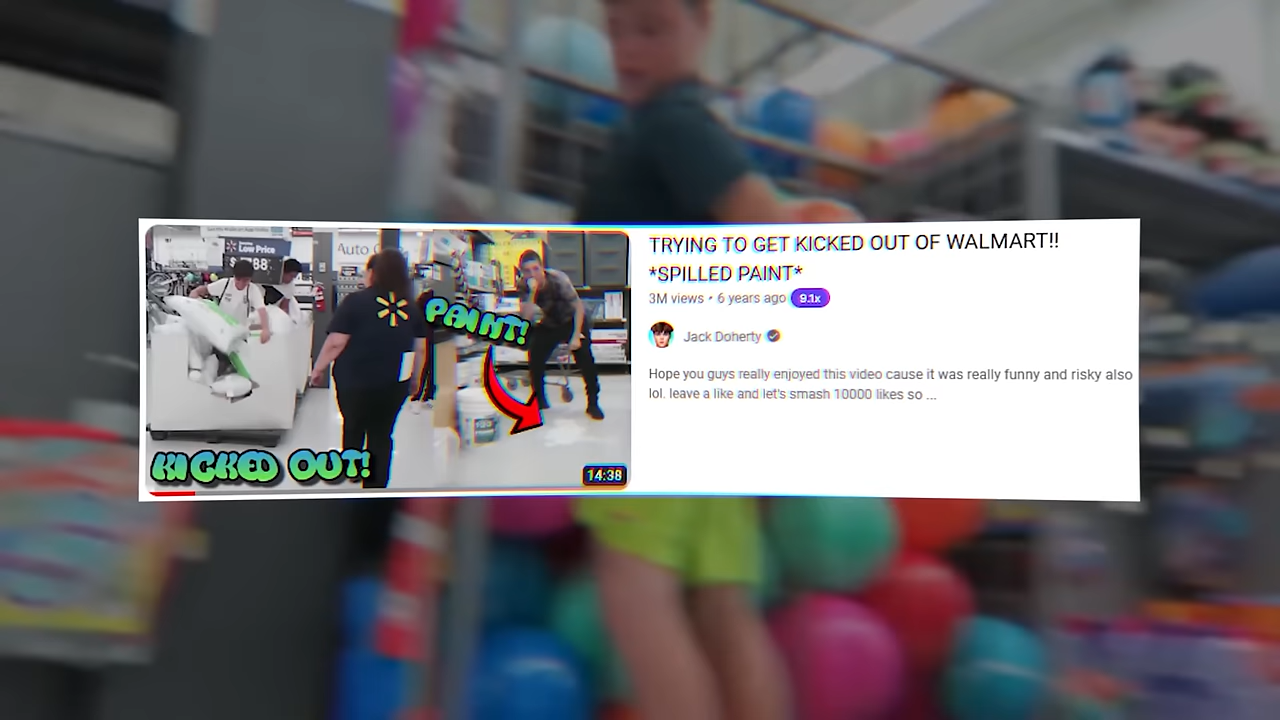 TRYING TO GET KICKED OUT OF WALMART!!
*SPILLED PAINT*
3M views • 6 years ago 9.1x
Jack Doherty
Hope you guys really enjoyed this video cause it was really funny and risky also
lol. leave a like and let's smash 10000 likes so ...
Low Price
88
Auto
PAINT!
KICKED OUT!
14:38